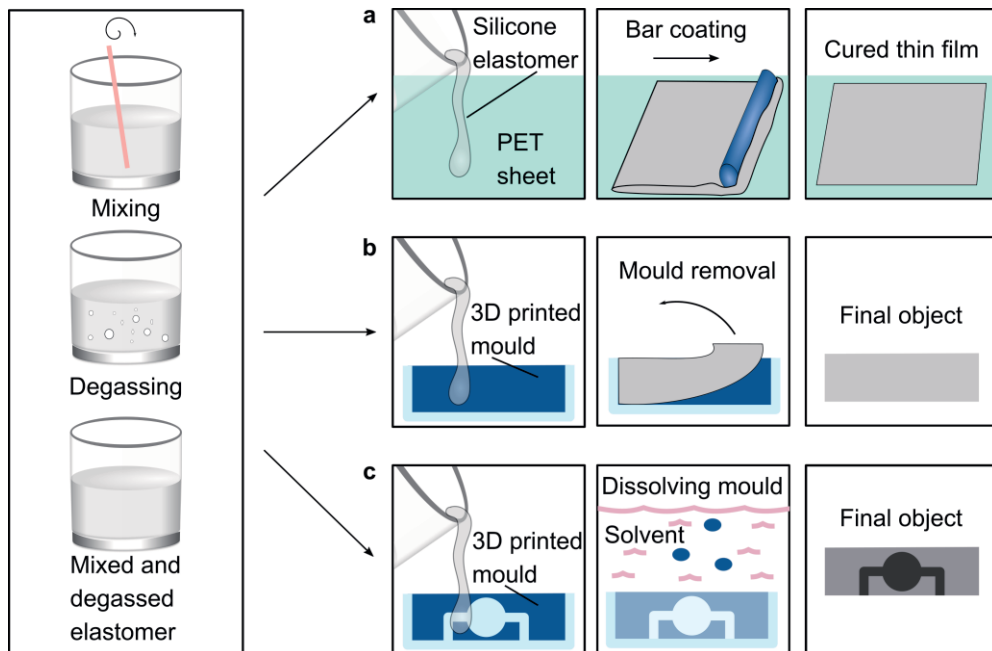 Mixing
Degassing
Mixed and
degassed
elastomer
a
Silicone
elastomer
PET
sheet
Bar coating
Cured thin film
b
3D printed
mould
Mould removal
Final object
c
3D printed
mould
Dissolving mould
Solvent
Final object